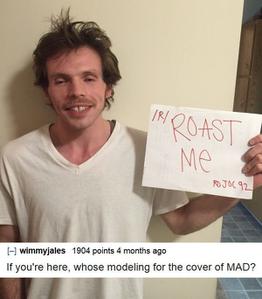 /R/
ROAST
Me
ROJOC92
[–] wimmyjales 1904 points 4 months ago
If you're here, whose modeling for the cover of MAD?